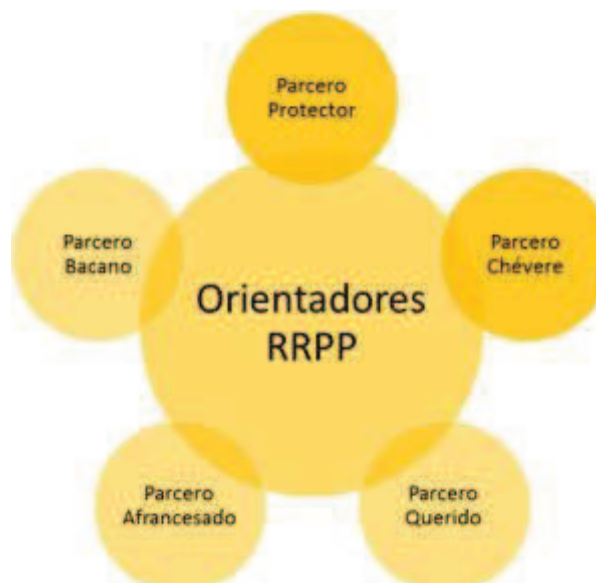 Parcero
Protector
Parcero
Bacano
Parcero
Chévere
Orientadores
RRPP
Parcero
Afrancesado
Parcero
Querido